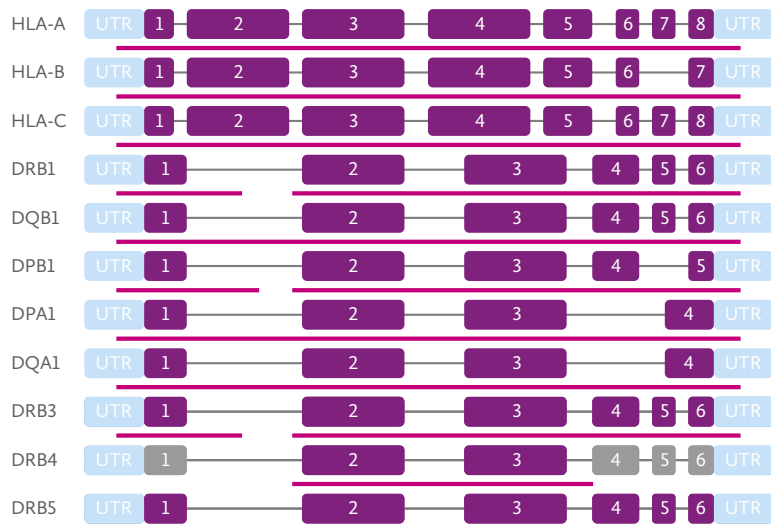 HLA-A UTR 1 2 3 4 5 6 7 8 UTR
HLA-B UTR 1 2 3 4 5 6 7 UTR
HLA-C UTR 1 2 3 4 5 6 7 8 UTR
DRB1 UTR 1 2 3 4 5 6 UTR
DQB1 UTR 1 2 3 4 5 6 UTR
DPB1 UTR 1 2 3 4 5 UTR
DPA1 UTR 1 2 3 4 UTR
DQA1 UTR 1 2 3 4 UTR
DRB3 UTR 1 2 3 4 5 6 UTR
DRB4 UTR 1 2 3 4 5 6 UTR
DRB5 UTR 1 2 3 4 5 6 UTR